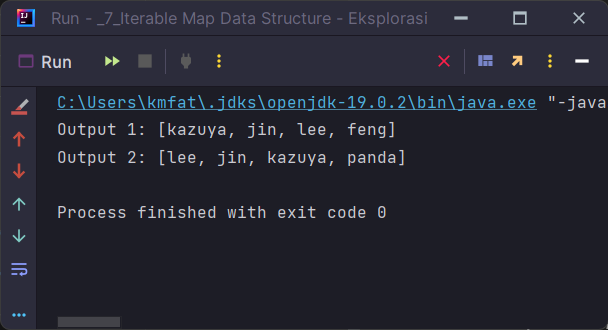 Run - _7_Iterable Map Data Structure - Eksplorasi
Run
C:\Users\kmfat\.jdks\openjdk-19.0.2\bin\java.exe "-java
Output 1: [kazuya, jin, lee, feng]
Output 2: [lee, jin, kazuya, panda]
Process finished with exit code 0